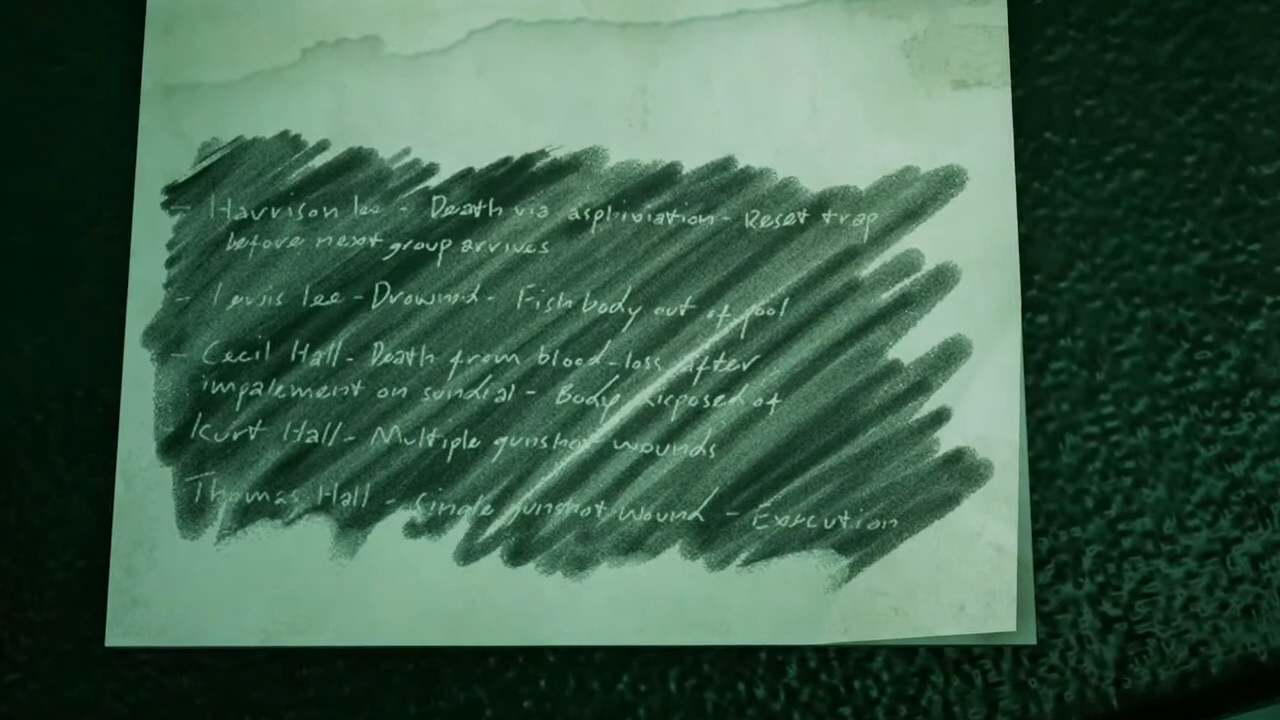 - Harrison lee - Death via asphixiation - Reset trap
before next group arrives
- Louis lee - Drowned - Fish body out of pool
- Cecil Hall - Death from blood-loss after
impalement on sundial - Body disposed of
Kurt Hall - Multiple gunshot wounds
Thomas Hall - Single gunshot wound - Execution